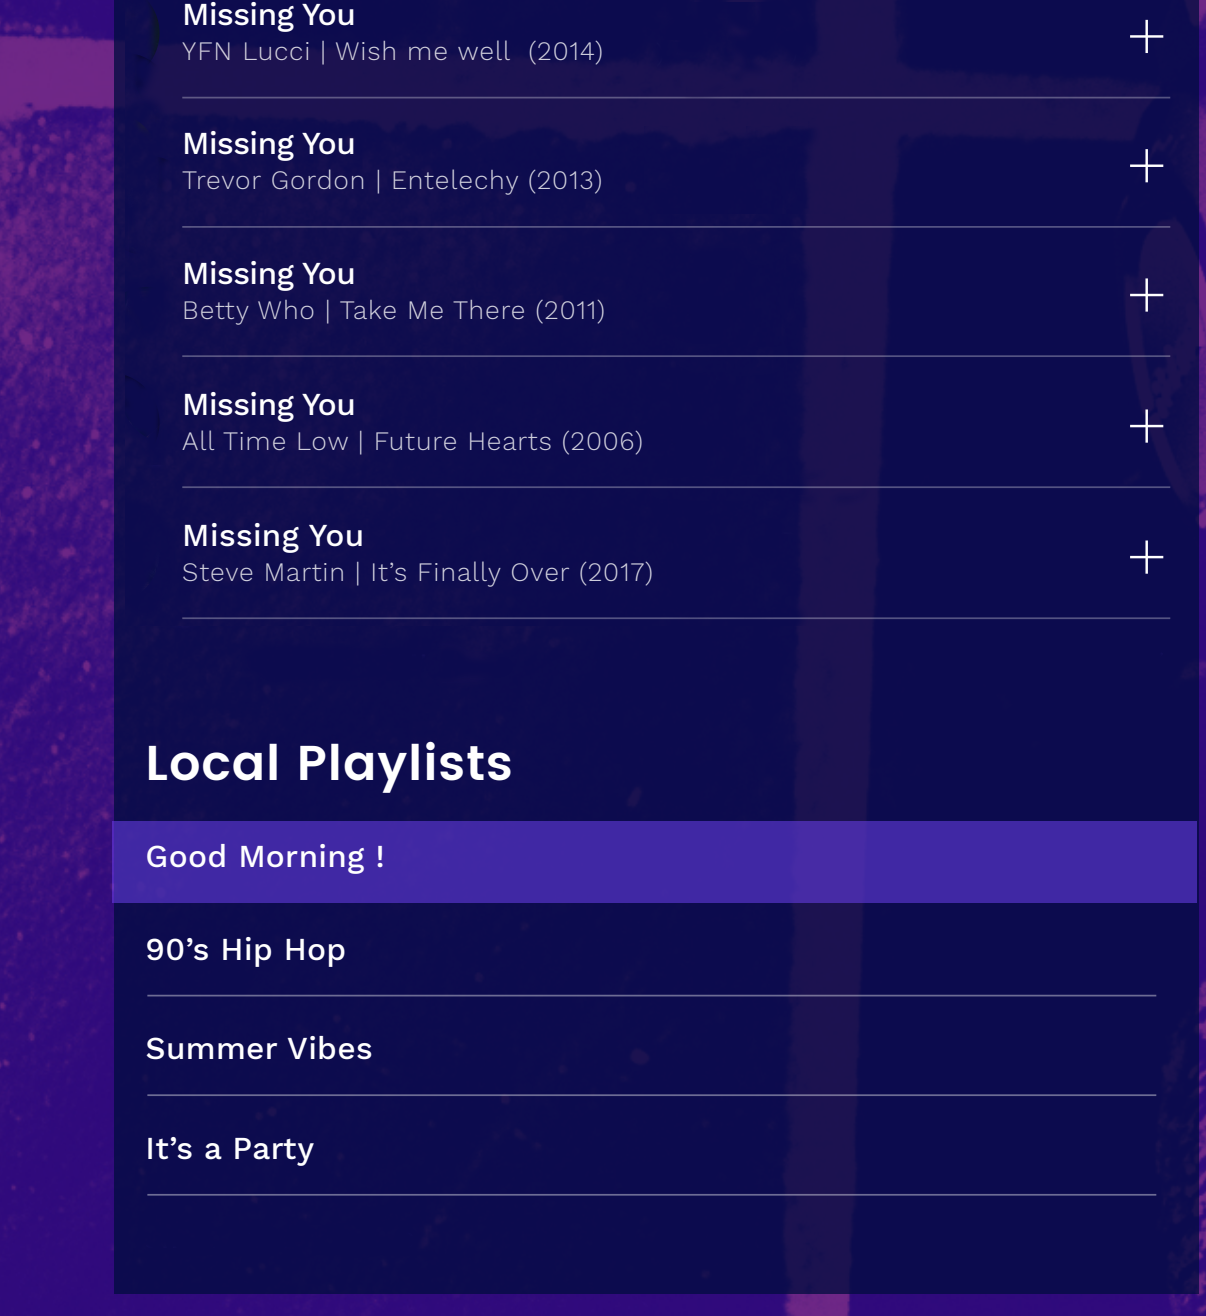 Missing You
YFN Lucci | Wish me well  (2014)
Missing You
Trevor Gordon | Entelechy (2013)
Missing You
Betty Who | Take Me There (2011)
Missing You
All Time Low | Future Hearts (2006)
Missing You
Steve Martin | It’s Finally Over (2017)
Local Playlists
Good Morning !
90’s Hip Hop
Summer Vibes
It’s a Party